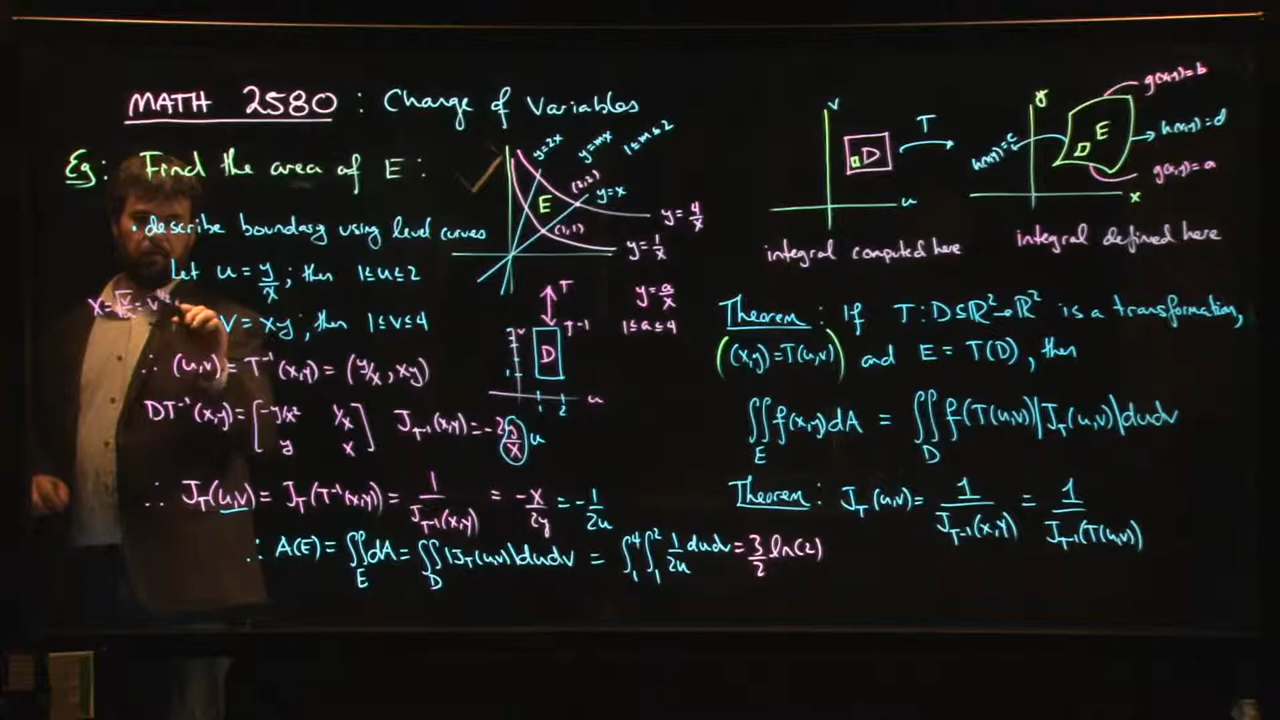 MATH 2580 : Change of Variables
Eg: Find the area of E :
• describe boundary using level curves
Let u = y/x ; then 1≤u≤2
x = √(v/u) = v^(1/2)
v = xy ; then 1≤v≤4
∴ (u,v) = T⁻¹(x,y) = (y/x, xy)
DT⁻¹(x,y) = [ -y/x² 1/x ; y x ] J_T⁻¹(x,y) = -2 y/x u
∴ J_T(u,v) = J_T(T⁻¹(x,y)) = 1/J_T⁻¹(x,y) = -x/2y = -1/2u
∴ A(E) = ∬_E dA = ∬_D |J_T(u,v)| du dv = ∫₁⁴ ∫₁² 1/2u du dv = 3/2 ln(2)
y=2x
y=mx
1≤m≤2
(2,2)
y=x
E
(1,1)
y = 4/x
y = 1/x
y = a/x
1≤a≤4
T
T⁻¹
v
D
1
1 2
u
v
D
u
T
integral computed here
y
g(x,y)=b
E
h(x,y)=d
h(x,y)=c
g(x,y)=a
x
integral defined here
Theorem : If T : D⊆ℝ²→ℝ² is a transformation,
((x,y)=T(u,v)) and E = T(D), then
∬_E f(x,y)dA = ∬_D f(T(u,v))|J_T(u,v)|du dv
Theorem : J_T(u,v) = 1/J_T⁻¹(x,y) = 1/J_T⁻¹(T(u,v))